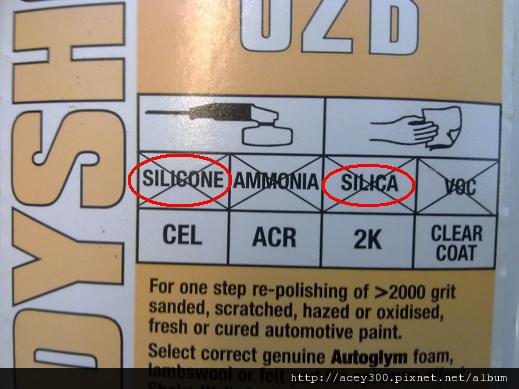 02B
DYSH
SILICONE AMMONIA SILICA VOC
CEL ACR 2K CLEAR COAT
For one step re-polishing of >2000 grit
sanded, scratched, hazed or oxidised,
fresh or cured automotive paint.
Select correct genuine Autoglym foam,
lambswool or felt
http://acey300.pixnet.net/album